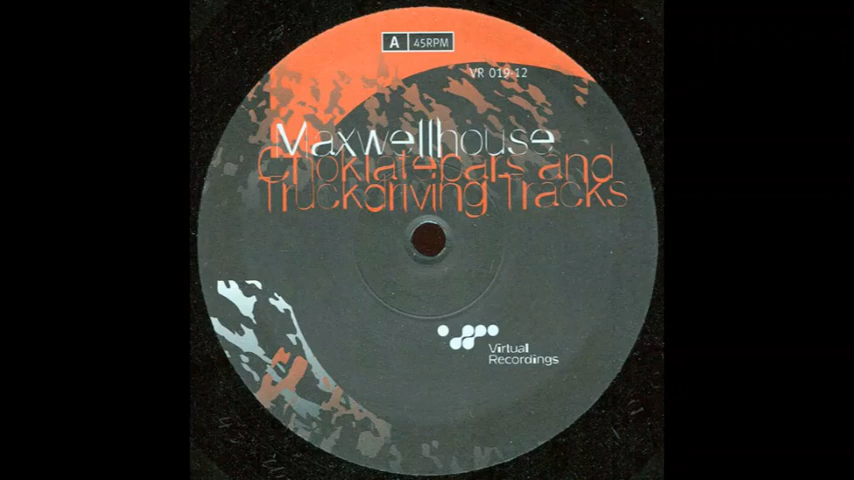 A 45RPM
VR 019-12
Maxwellhouse
Choklatebars and
Truckdriving Tracks
Virtual
Recordings